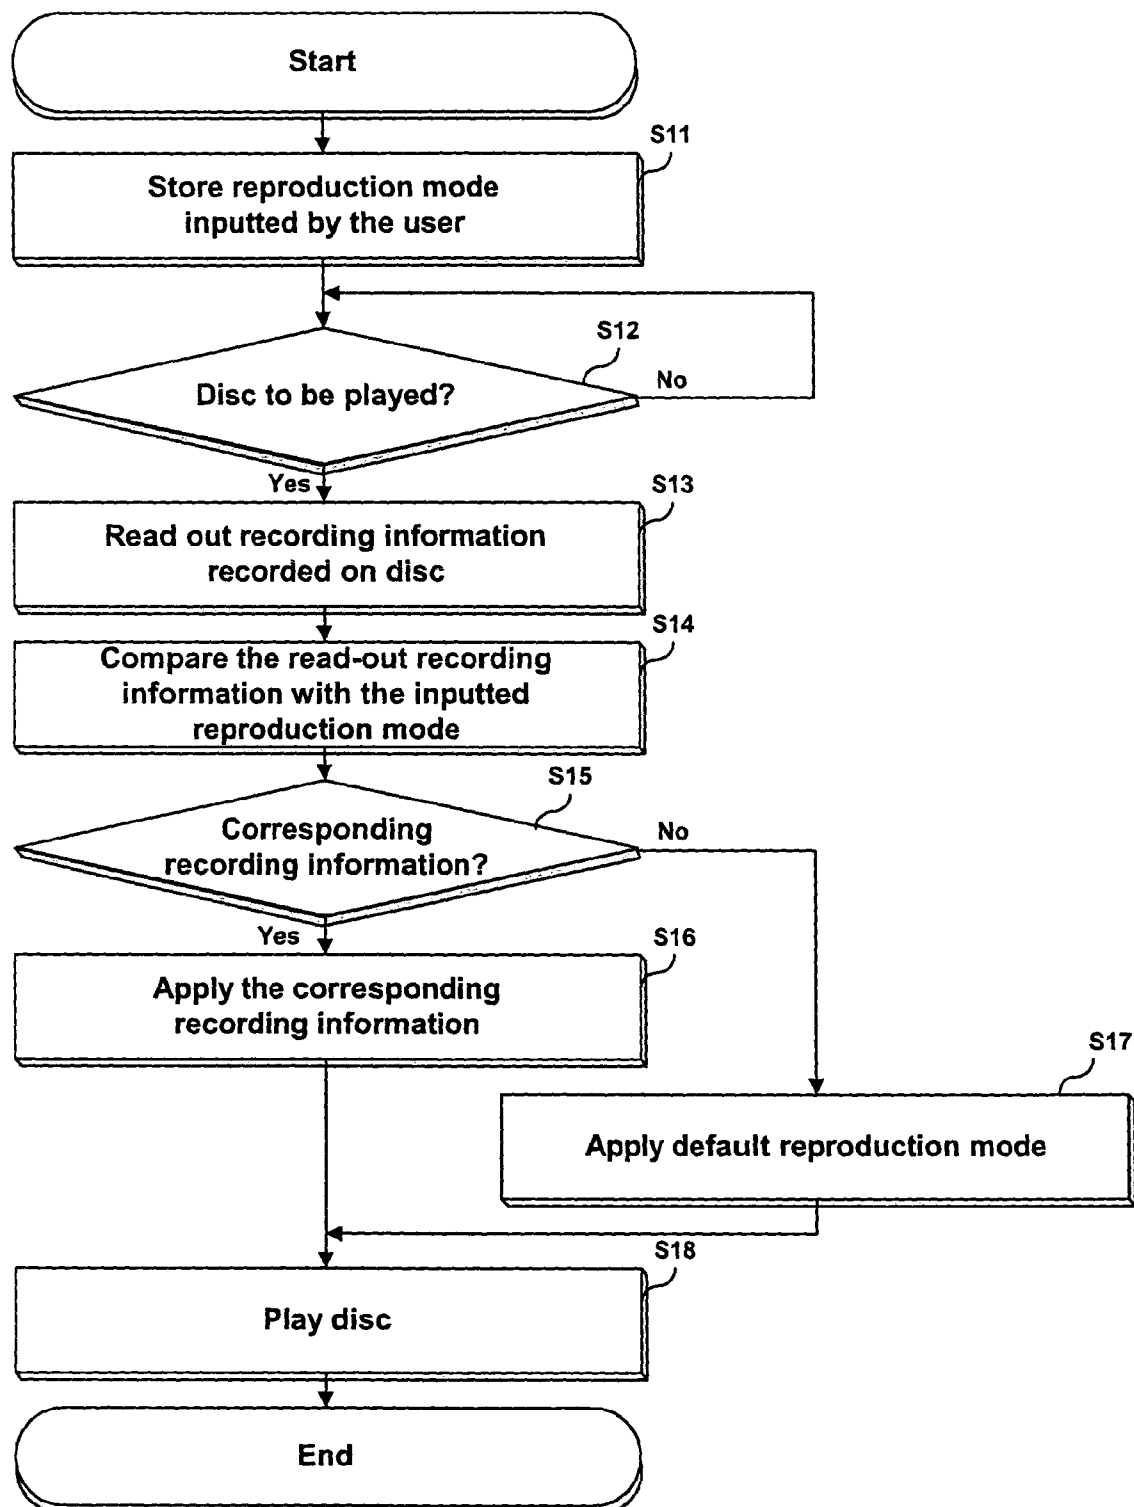 Start
S11
Store reproduction mode
inputted by the user
S12
Disc to be played?
No
Yes
S13
Read out recording information
recorded on disc
S14
Compare the read-out recording
information with the inputted
reproduction mode
S15
Corresponding
recording information?
No
Yes
S16
Apply the corresponding
recording information
S17
Apply default reproduction mode
S18
Play disc
End